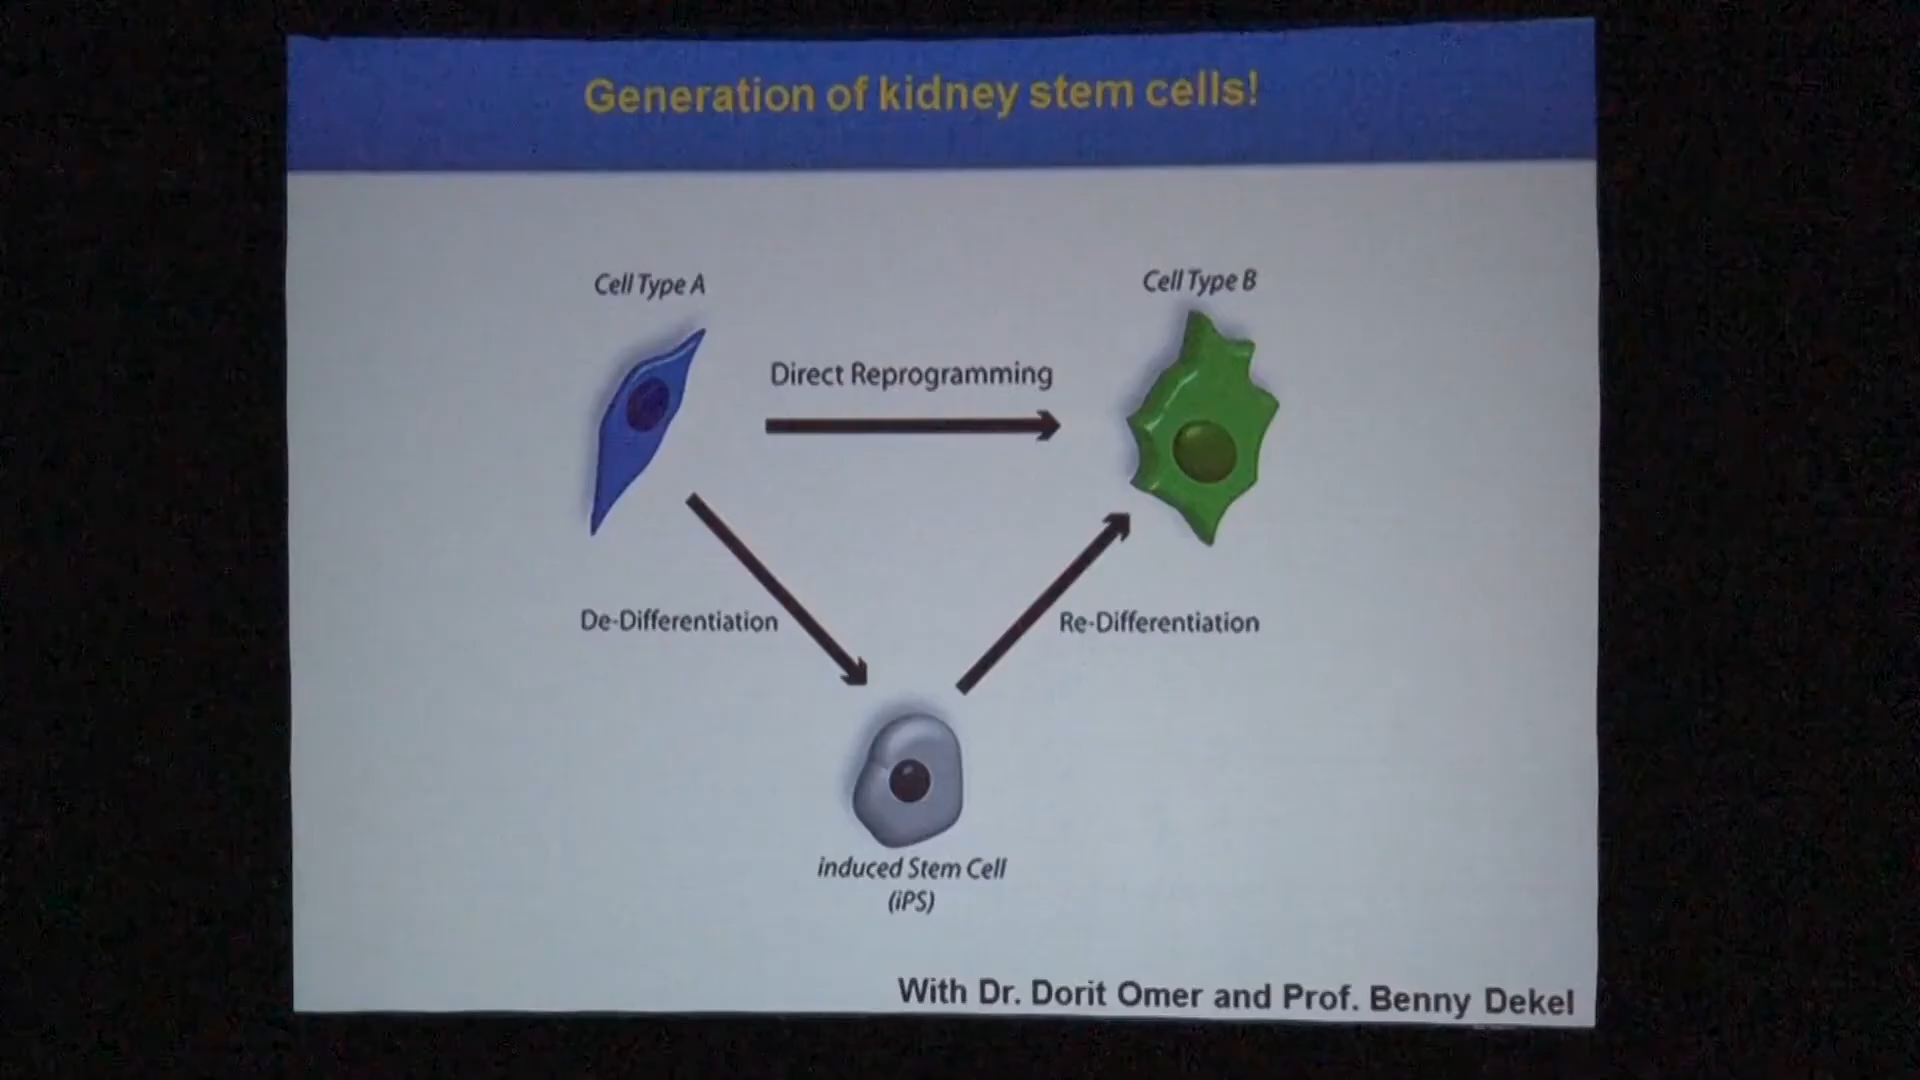 Generation of kidney stem cells!
Cell Type A
Cell Type B
Direct Reprogramming
De-Differentiation
Re-Differentiation
induced Stem Cell
(iPS)
With Dr. Dorit Omer and Prof. Benny Dekel